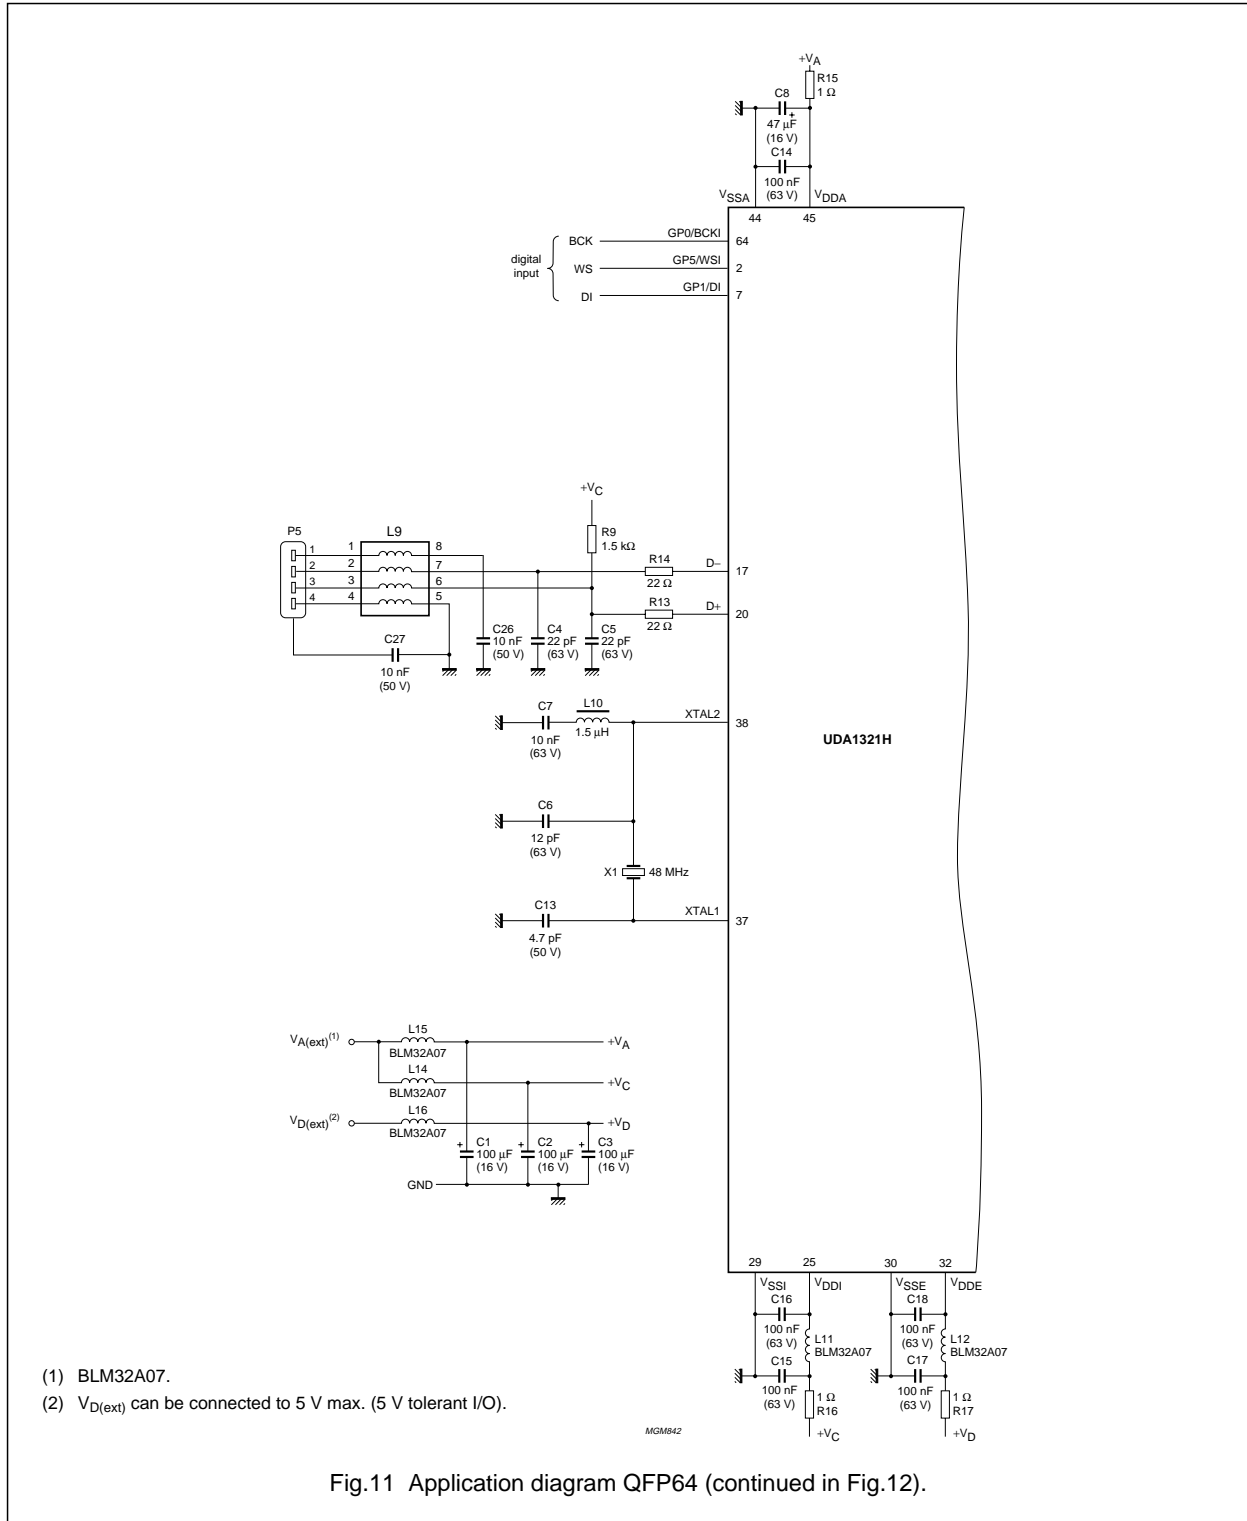 +VA
R15
1 Ω
C8
47 µF
(16 V)
C14
100 nF
(63 V)
VSSA
VDDA
44
45
digital
input
BCK
GP0/BCKI
64
WS
GP5/WSI
2
DI
GP1/DI
7
+VC
R9
1.5 kΩ
P5
L9
1
1
8
2
2
7
3
3
6
4
4
5
R14
22 Ω
D−
17
R13
22 Ω
D+
20
C27
10 nF
(50 V)
C26
10 nF
(50 V)
C4
22 pF
(63 V)
C5
22 pF
(63 V)
C7
10 nF
(63 V)
L10
1.5 µH
XTAL2
38
UDA1321H
C6
12 pF
(63 V)
X1
48 MHz
C13
4.7 pF
(50 V)
XTAL1
37
VA(ext)(1)
L15
BLM32A07
+VA
L14
BLM32A07
+VC
VD(ext)(2)
L16
BLM32A07
+VD
C1
100 µF
(16 V)
C2
100 µF
(16 V)
C3
100 µF
(16 V)
GND
29
25
30
32
VSSI
VDDI
VSSE
VDDE
C16
100 nF
(63 V)
L11
BLM32A07
C15
100 nF
(63 V)
1 Ω
R16
+VC
C18
100 nF
(63 V)
L12
BLM32A07
C17
100 nF
(63 V)
1 Ω
R17
+VD
(1) BLM32A07.
(2) VD(ext) can be connected to 5 V max. (5 V tolerant I/O).
MGM842
Fig.11 Application diagram QFP64 (continued in Fig.12).